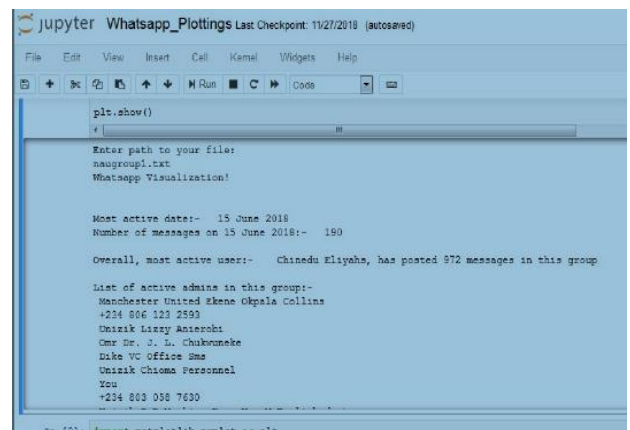 jupyter Whatsapp_Plottings Last Checkpoint: 11/27/2018 (autosaved)
File Edit View Insert Cell Kernel Widgets Help
Run Code
plt.show()
Enter path to your file:
naugroup1.txt
Whatsapp Visualization!
Most active date:- 15 June 2018
Number of messages on 15 June 2018:- 190
Overall, most active user:- Chinedu Eliyahs, has posted 972 messages in this group
List of active admins in this group:-
Manchester United Ekene Okpala Collins
+234 806 123 2593
Unizik Lizzy Anierobi
Omr Dr. J. L. Chukwuneke
Dike VC Office Sms
Unizik Chioma Personnel
You
+234 803 058 7630